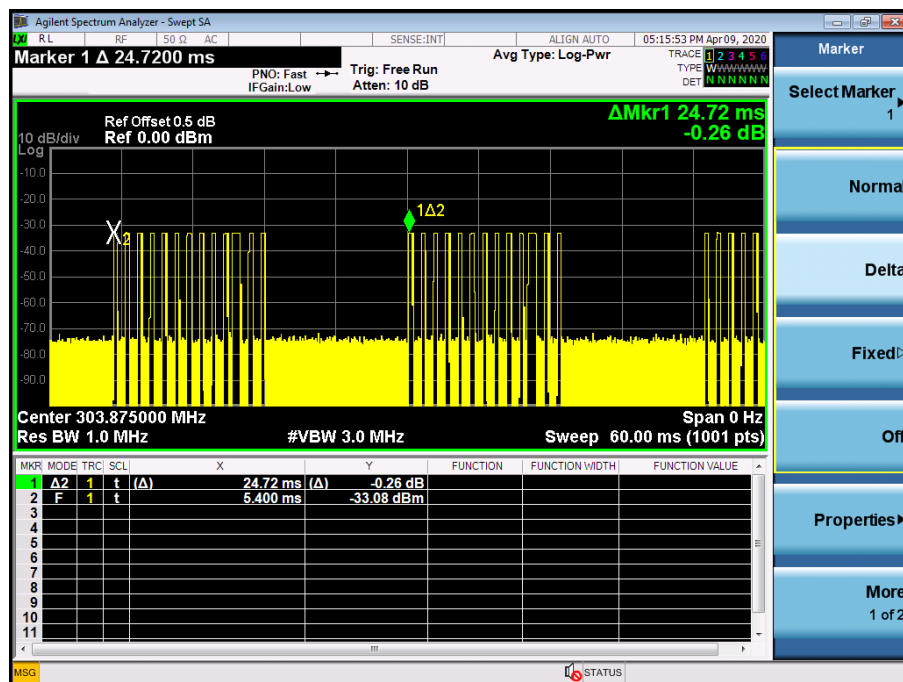 Agilent Spectrum Analyzer - Swept SA
LXI RL RF 50 Ω AC SENSE:INT ALIGN AUTO 05:15:53 PM Apr 09, 2020
Marker 1 Δ 24.7200 ms
PNO: Fast
IFGain:Low
Trig: Free Run
Atten: 10 dB
Avg Type: Log-Pwr
TRACE 1 2 3 4 5 6
TYPE WWWWWW
DET N N N N N N
Ref Offset 0.5 dB
10 dB/div Ref 0.00 dBm
Log
ΔMkr1 24.72 ms
-0.26 dB
-10.0
-20.0
-30.0
-40.0
-50.0
-60.0
-70.0
-80.0
-90.0
2
1Δ2
Center 303.875000 MHz Span 0 Hz
Res BW 1.0 MHz #VBW 3.0 MHz Sweep 60.00 ms (1001 pts)
MKR MODE TRC SCL X Y FUNCTION FUNCTION WIDTH FUNCTION VALUE
1 Δ2 1 t (Δ) 24.72 ms (Δ) -0.26 dB
2 F 1 t 5.400 ms -33.08 dBm
3
4
5
6
7
8
9
10
11
MSG STATUS
Marker
Select Marker
1
Normal
Delta
Fixed
Off
Properties
More
1 of 2